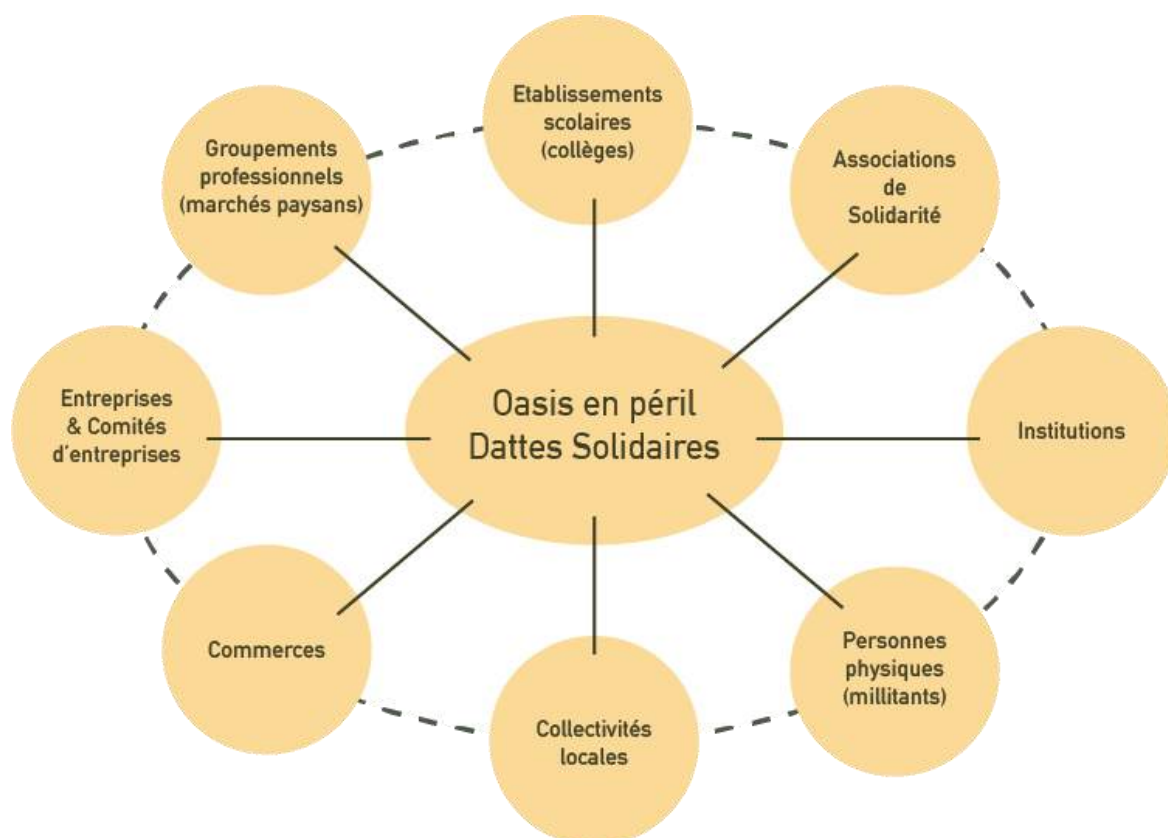 Etablissements
scolaires
(collèges)
Groupements
professionnels
(marchés paysans)
Associations
de
Solidarité
Entreprises
& Comités
d'entreprises
Oasis en péril
Dattes Solidaires
Institutions
Commerces
Personnes
physiques
(millitants)
Collectivités
locales